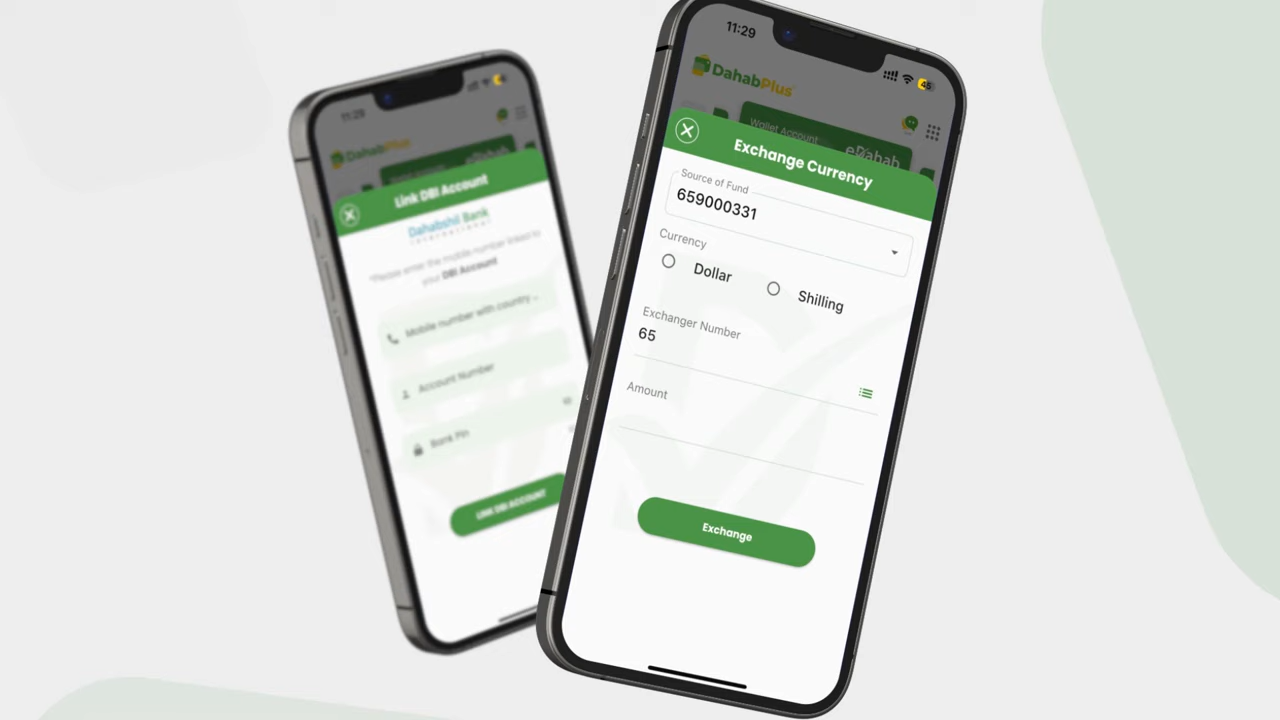 11:29
DahabPlus
Link DBI Account
Dahabshil Bank
International
*Please enter the mobile number linked to
your DBI Account
Mobile number with country ..
Account Number
Bank Pin
LINK DBI ACCOUNT
11:29
45
DahabPlus
Wallet Account
eDahab
Exchange Currency
Source of Fund
659000331
Currency
Dollar
Shilling
Exchanger Number
65
Amount
Exchange